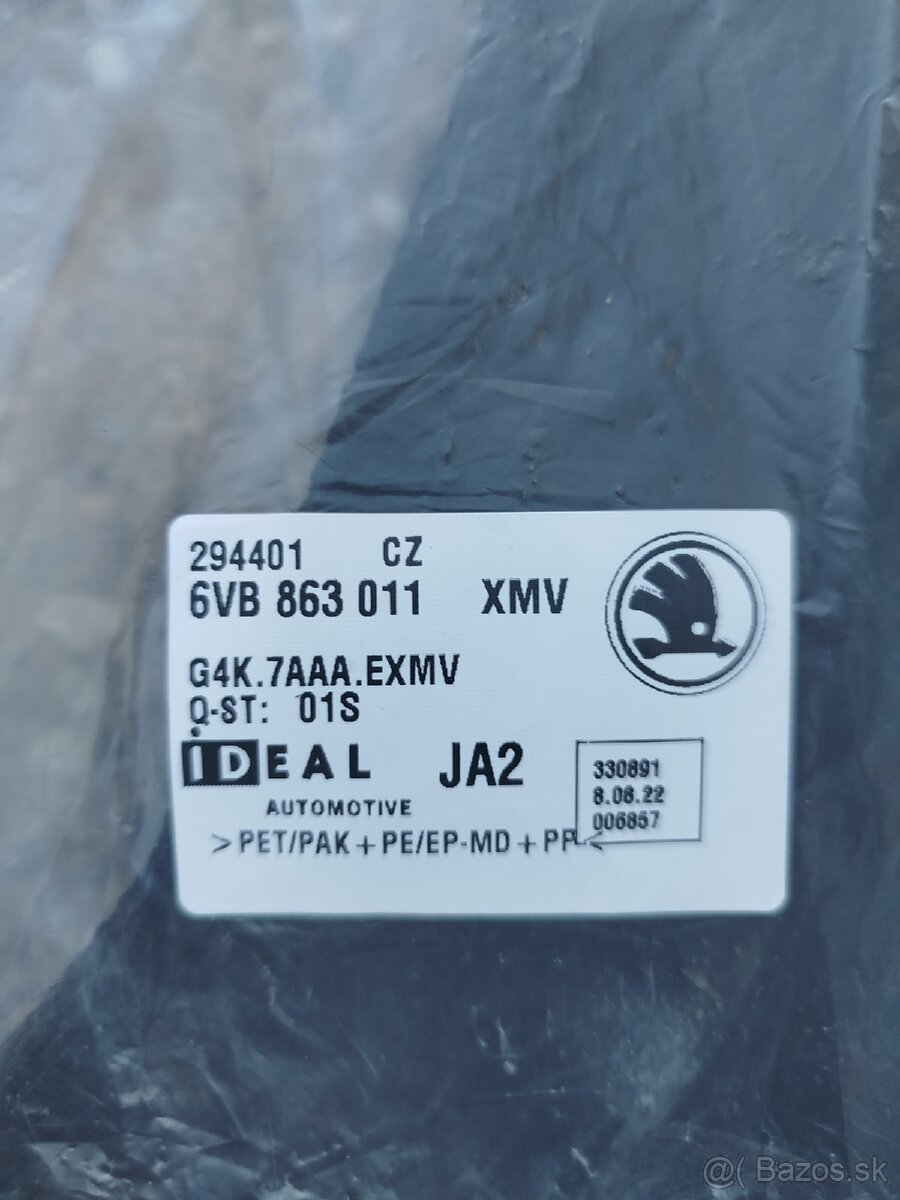 294401 CZ
6VB 863 011 XMV
G4K.7AAA.EXMV
Q-ST: 01S
IDEAL JA2
AUTOMOTIVE
330891
8.08.22
006857
>PET/PAK+PE/EP-MD+PP<
@( Bazos.sk